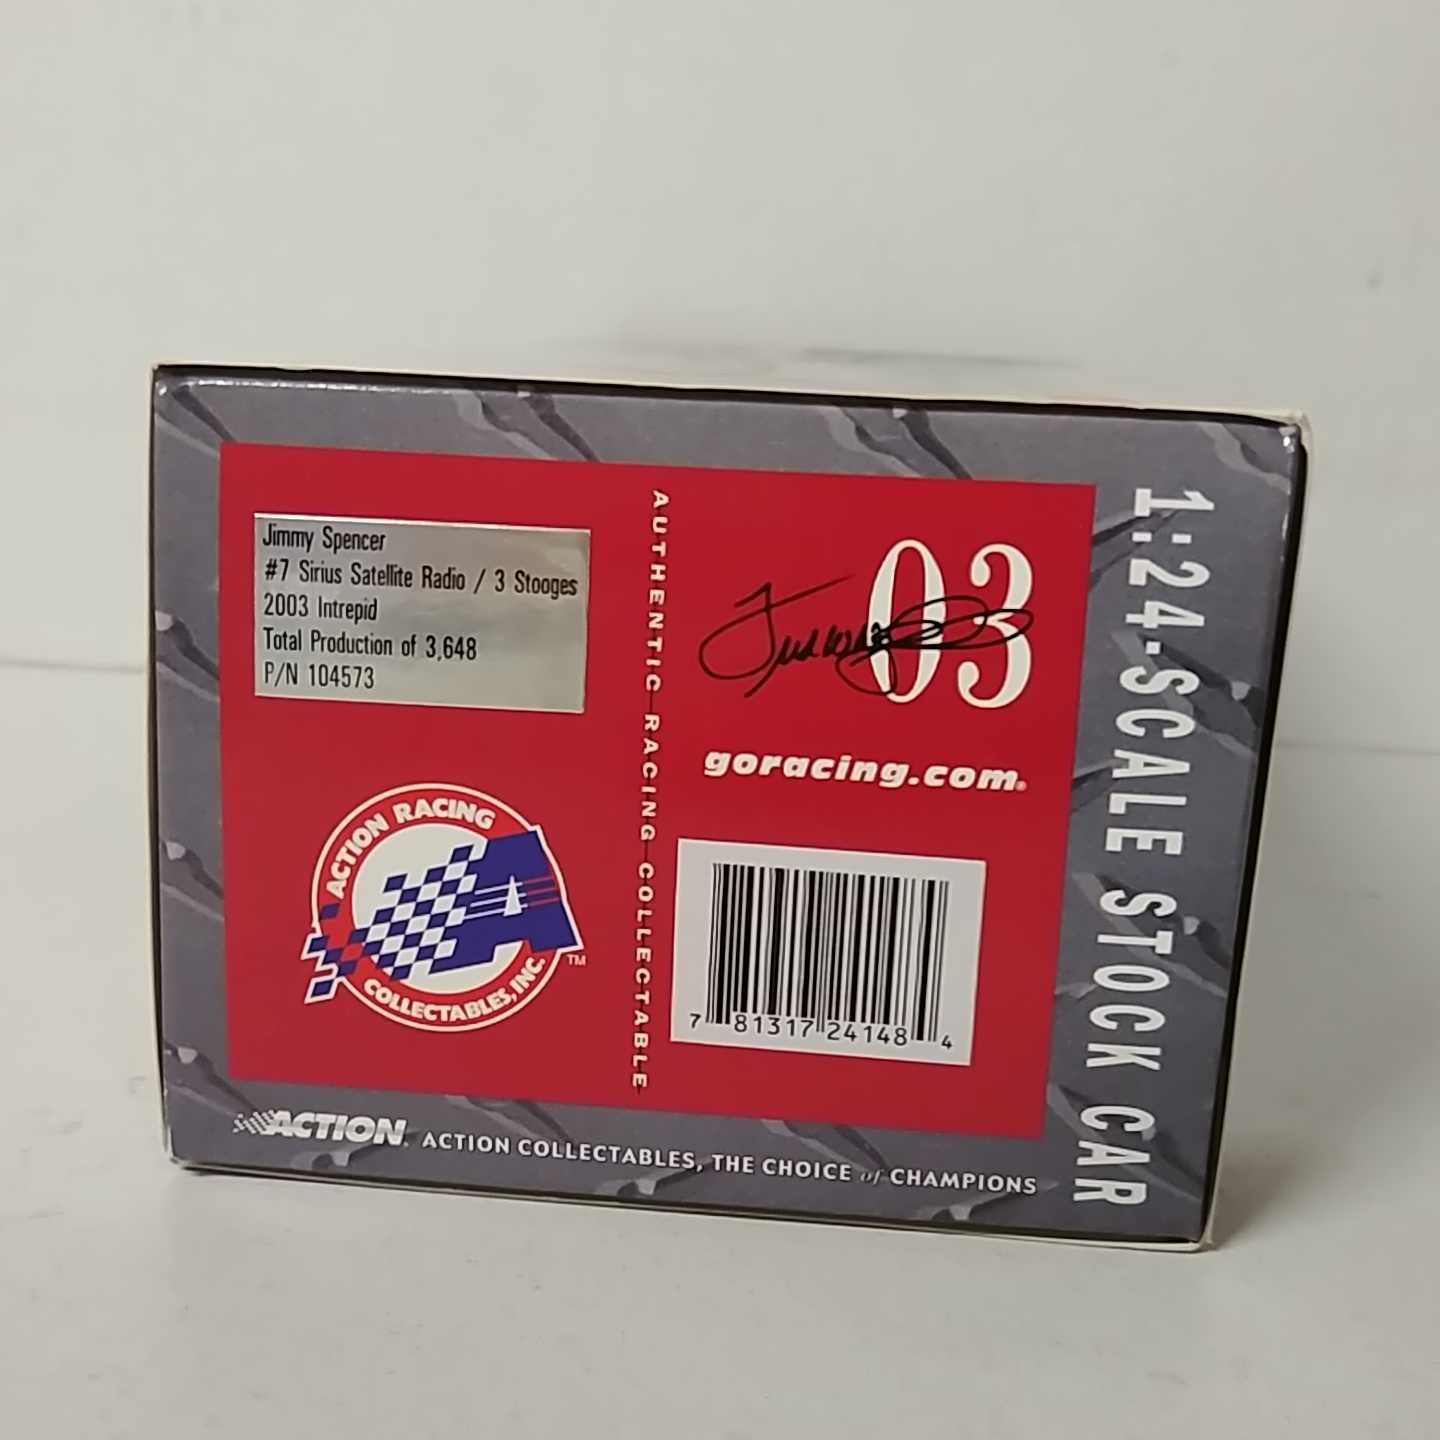 Jimmy Spencer
#7 Sirius Satellite Radio / 3 Stooges
2003 Intrepid
Total Production of 3,648
P/N 104573
ACTION RACING
COLLECTABLES, INC.
TM
AUTHENTIC RACING COLLECTABLE
03
goracing.com®
7 81317 24148 4
1:24-SCALE STOCK CAR
ACTION® ACTION COLLECTABLES, THE CHOICE of CHAMPIONS